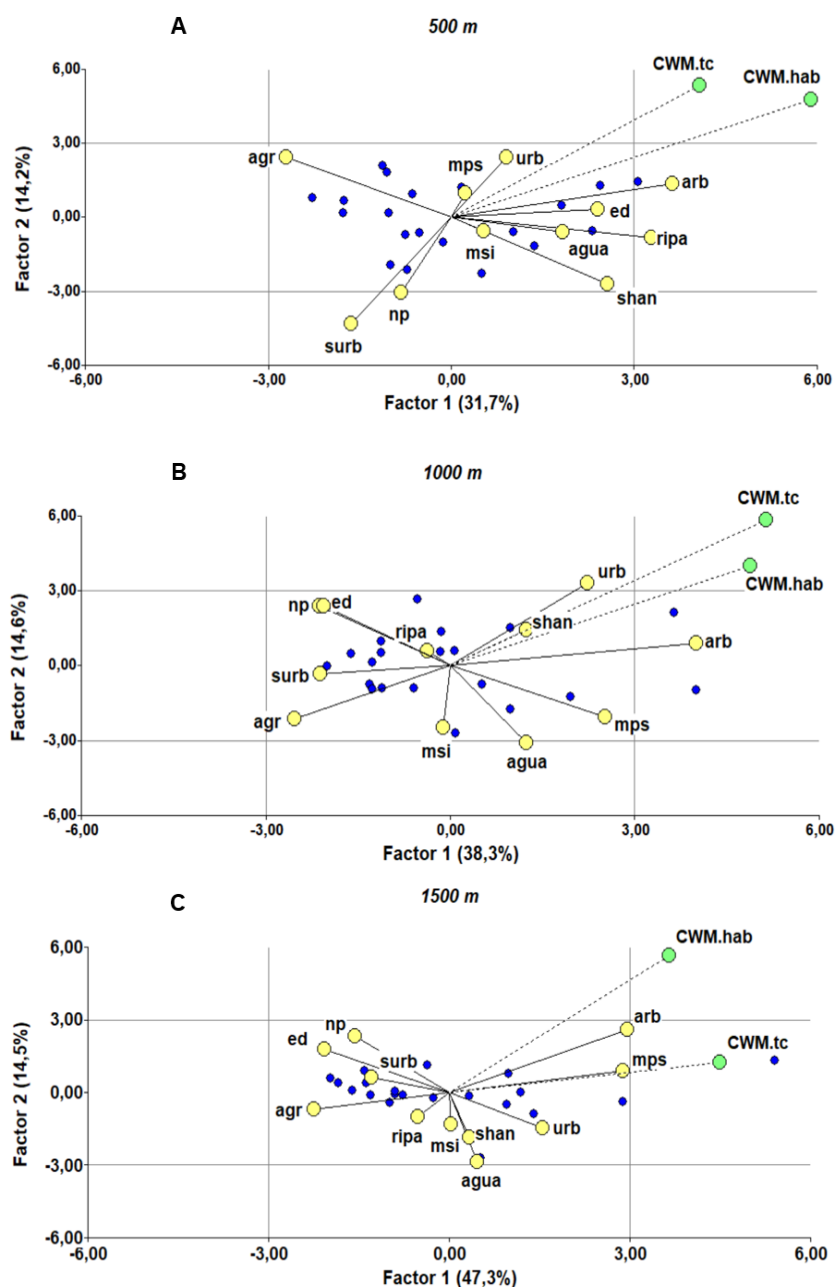 A
500 m
6,00
CWM.tc
CWM.hab
3,00
agr
mps
urb
arb
ed
0,00
msi
agua
ripa
shan
-3,00
np
surb
-6,00
-6,00
-3,00
0,00
3,00
6,00
Factor 1 (31,7%)
Factor 2 (14,2%)
B
1000 m
CWM.tc
6,00
urb
CWM.hab
3,00
np
ed
shan
ripa
arb
0,00
surb
agr
mps
msi
agua
-3,00
-6,00
-6,00
-3,00
0,00
3,00
6,00
Factor 1 (38,3%)
Factor 2 (14,6%)
C
1500 m
6,00
CWM.hab
3,00
np
arb
ed
surb
mps
CWM.tc
0,00
agr
ripa
msi
shan
urb
agua
-3,00
-6,00
-6,00
-3,00
0,00
3,00
6,00
Factor 1 (47,3%)
Factor 2 (14,5%)